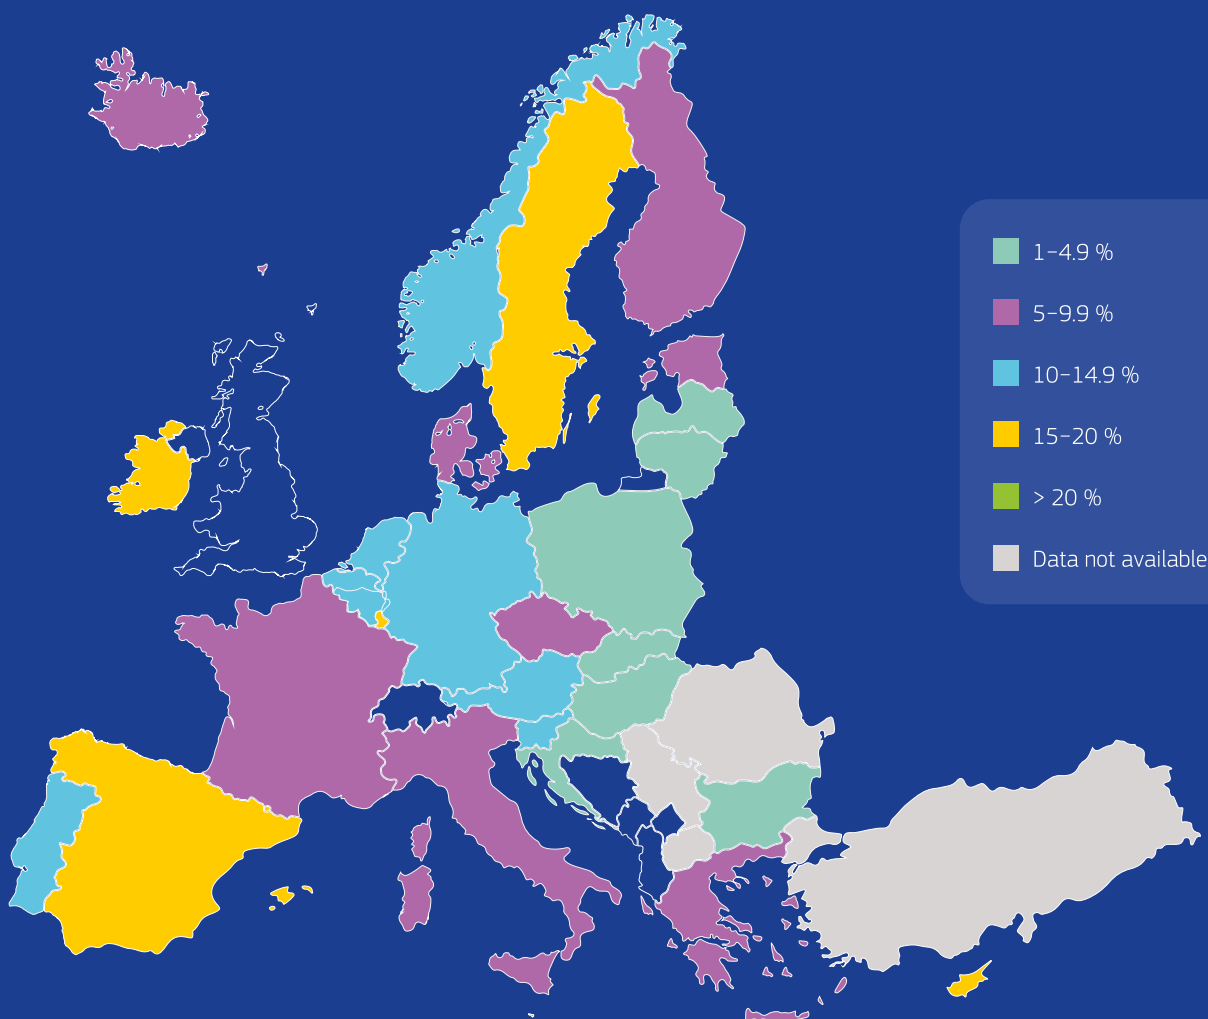 1–4.9 %
5–9.9 %
10–14.9 %
15–20 %
> 20 %
Data not available